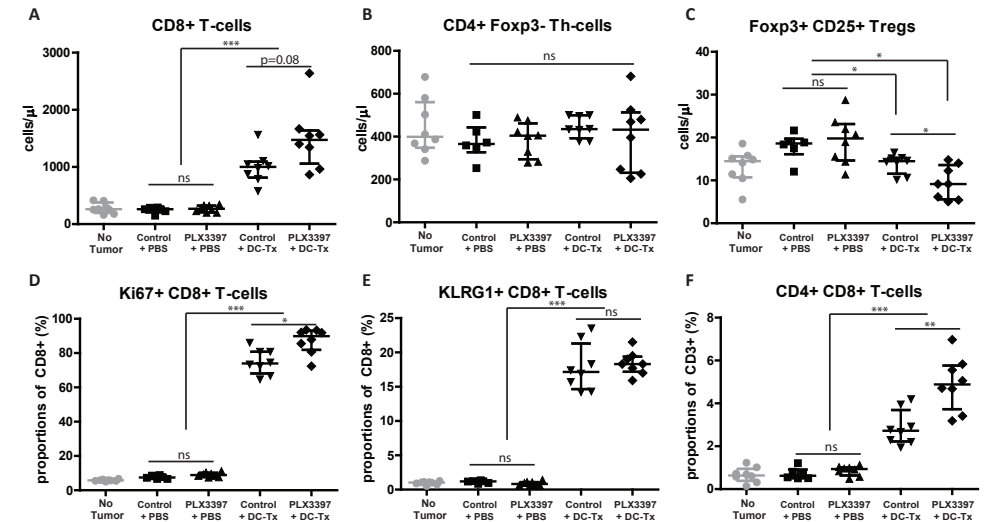 A
CD8+ T-cells
cells/µl
3000
2000
1000
0
***
p=0.08
ns
No Tumor
Control + PBS
PLX3397 + PBS
Control + DC-Tx
PLX3397 + DC-Tx
B
CD4+ Foxp3- Th-cells
cells/µl
800
600
400
200
0
ns
No Tumor
Control + PBS
PLX3397 + PBS
Control + DC-Tx
PLX3397 + DC-Tx
C
Foxp3+ CD25+ Tregs
cells/µl
40
30
20
10
0
*
*
ns
*
No Tumor
Control + PBS
PLX3397 + PBS
Control + DC-Tx
PLX3397 + DC-Tx
D
Ki67+ CD8+ T-cells
proportions of CD8+ (%)
100
80
60
40
20
0
***
*
ns
No Tumor
Control + PBS
PLX3397 + PBS
Control + DC-Tx
PLX3397 + DC-Tx
E
KLRG1+ CD8+ T-cells
proportions of CD8+ (%)
25
20
15
10
5
0
***
ns
ns
No Tumor
Control + PBS
PLX3397 + PBS
Control + DC-Tx
PLX3397 + DC-Tx
F
CD4+ CD8+ T-cells
proportions of CD3+ (%)
8
6
4
2
0
***
**
ns
No Tumor
Control + PBS
PLX3397 + PBS
Control + DC-Tx
PLX3397 + DC-Tx